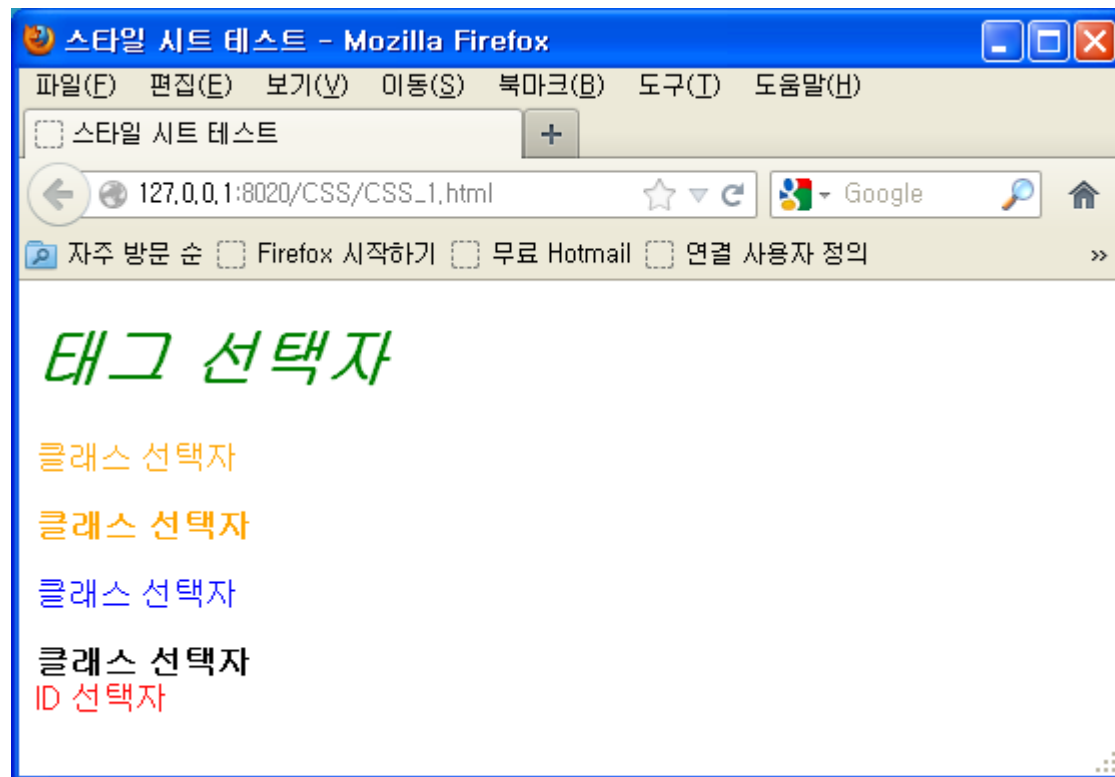 스타일 시트 테스트 - Mozilla Firefox
파일(F) 편집(E) 보기(V) 이동(S) 북마크(B) 도구(T) 도움말(H)
스타일 시트 테스트 +
127.0.0.1:8020/CSS/CSS_1.html Google
자주 방문 순 Firefox 시작하기 무료 Hotmail 연결 사용자 정의 »
태그 선택자
클래스 선택자
클래스 선택자
클래스 선택자
클래스 선택자
ID 선택자